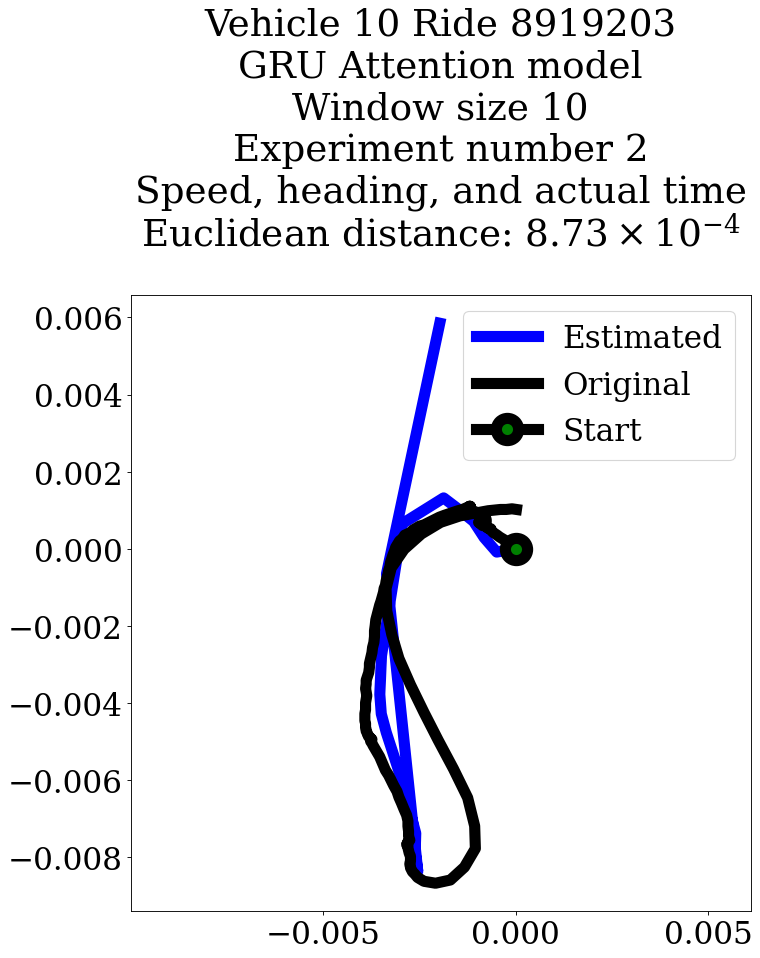 Vehicle 10 Ride 8919203
GRU Attention model
Window size 10
Experiment number 2
Speed, heading, and actual time
Euclidean distance: 8.73 × 10⁻⁴
0.006
0.004
0.002
0.000
−0.002
−0.004
−0.006
−0.008
Estimated
Original
Start
−0.005
0.000
0.005